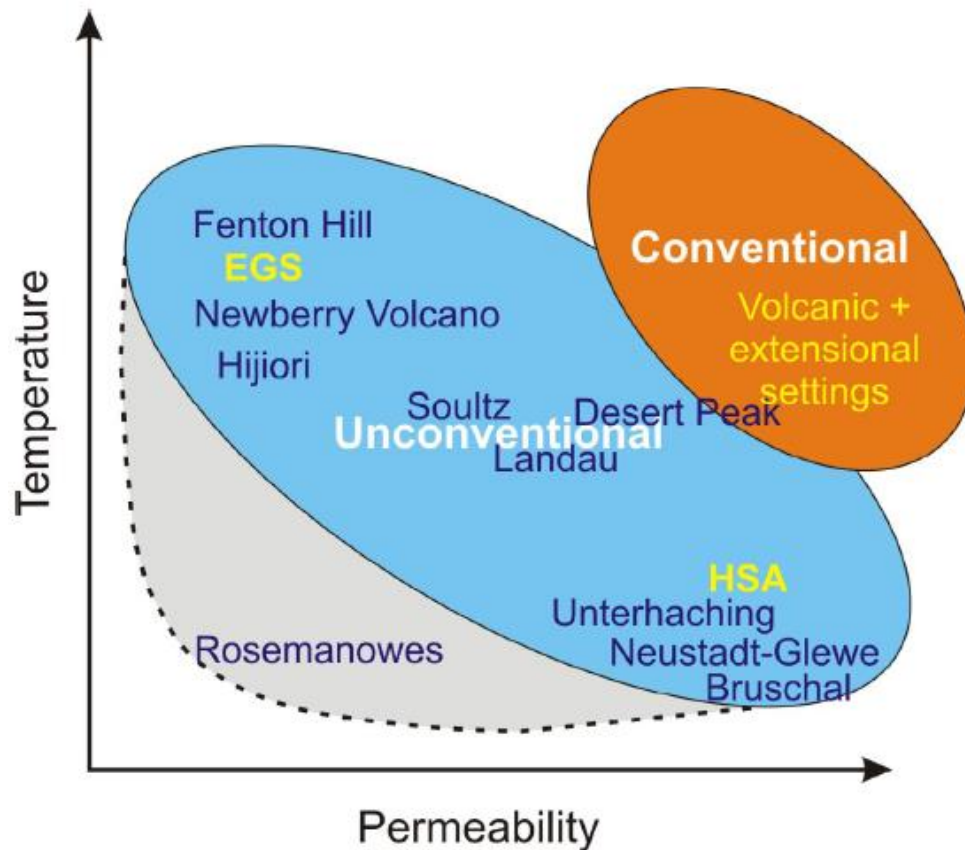 Temperature
Fenton Hill
EGS
Newberry Volcano
Hijiori
Conventional
Volcanic +
extensional
settings
Soultz
Desert Peak
Unconventional
Landau
HSA
Unterhaching
Neustadt-Glewe
Bruschal
Rosemanowes
Permeability